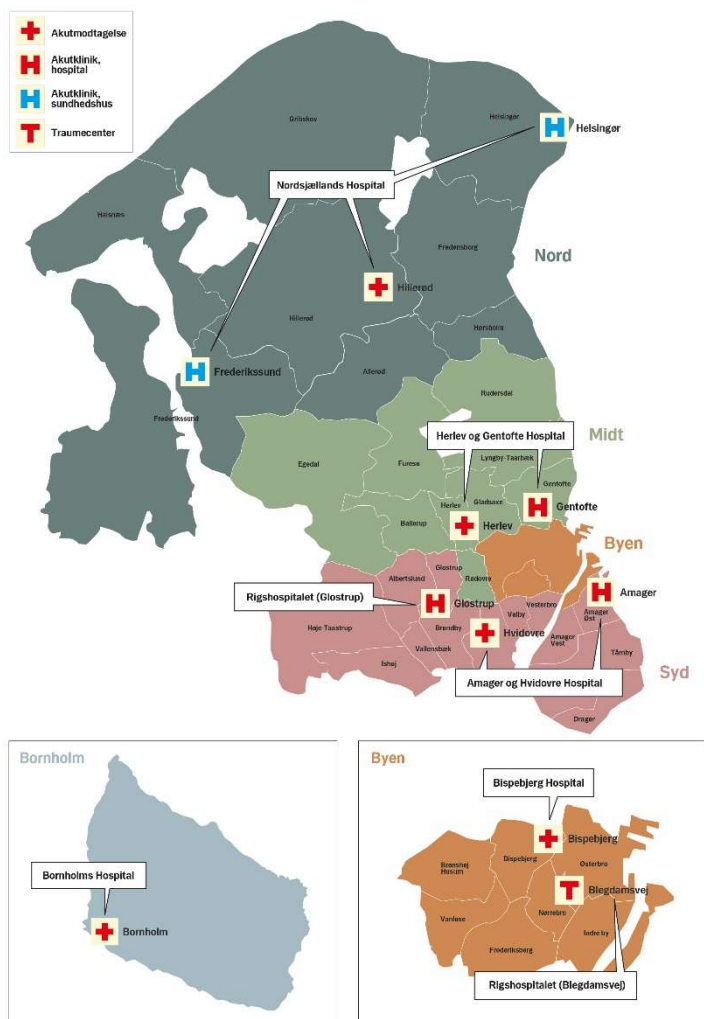 Akutmodtagelse
Akutklinik,
hospital
Akutklinik,
sundhedshus
Traumecenter
Gribskov
Helsingør
Helsingør
Nordsjællands Hospital
Halsnæs
Fredensborg
Nord
Hillerød
Hillerød
Hørsholm
Allerød
Frederikssund
Frederikssund
Rudersdal
Herlev og Gentofte Hospital
Midt
Egedal
Furesø
Lyngby-Taarbæk
Gentofte
Herlev
Gladsaxe
Gentofte
Ballerup
Herlev
Byen
Glostrup
Albertslund
Rødovre
Rigshospitalet (Glostrup)
Glostrup
Vesterbro
Valby
Amager
Amager
Øst
Høje Taastrup
Brøndby
Hvidovre
Amager
Vest
Tårnby
Vallensbæk
Ishøj
Amager og Hvidovre Hospital
Syd
Dragør
Bornholm
Bornholms Hospital
Bornholm
Byen
Bispebjerg Hospital
Bispebjerg
Bispebjerg
Østerbro
Brønshøj
Husum
Blegdamsvej
Nørrebro
Vanløse
Indre by
Frederiksberg
Rigshospitalet (Blegdamsvej)